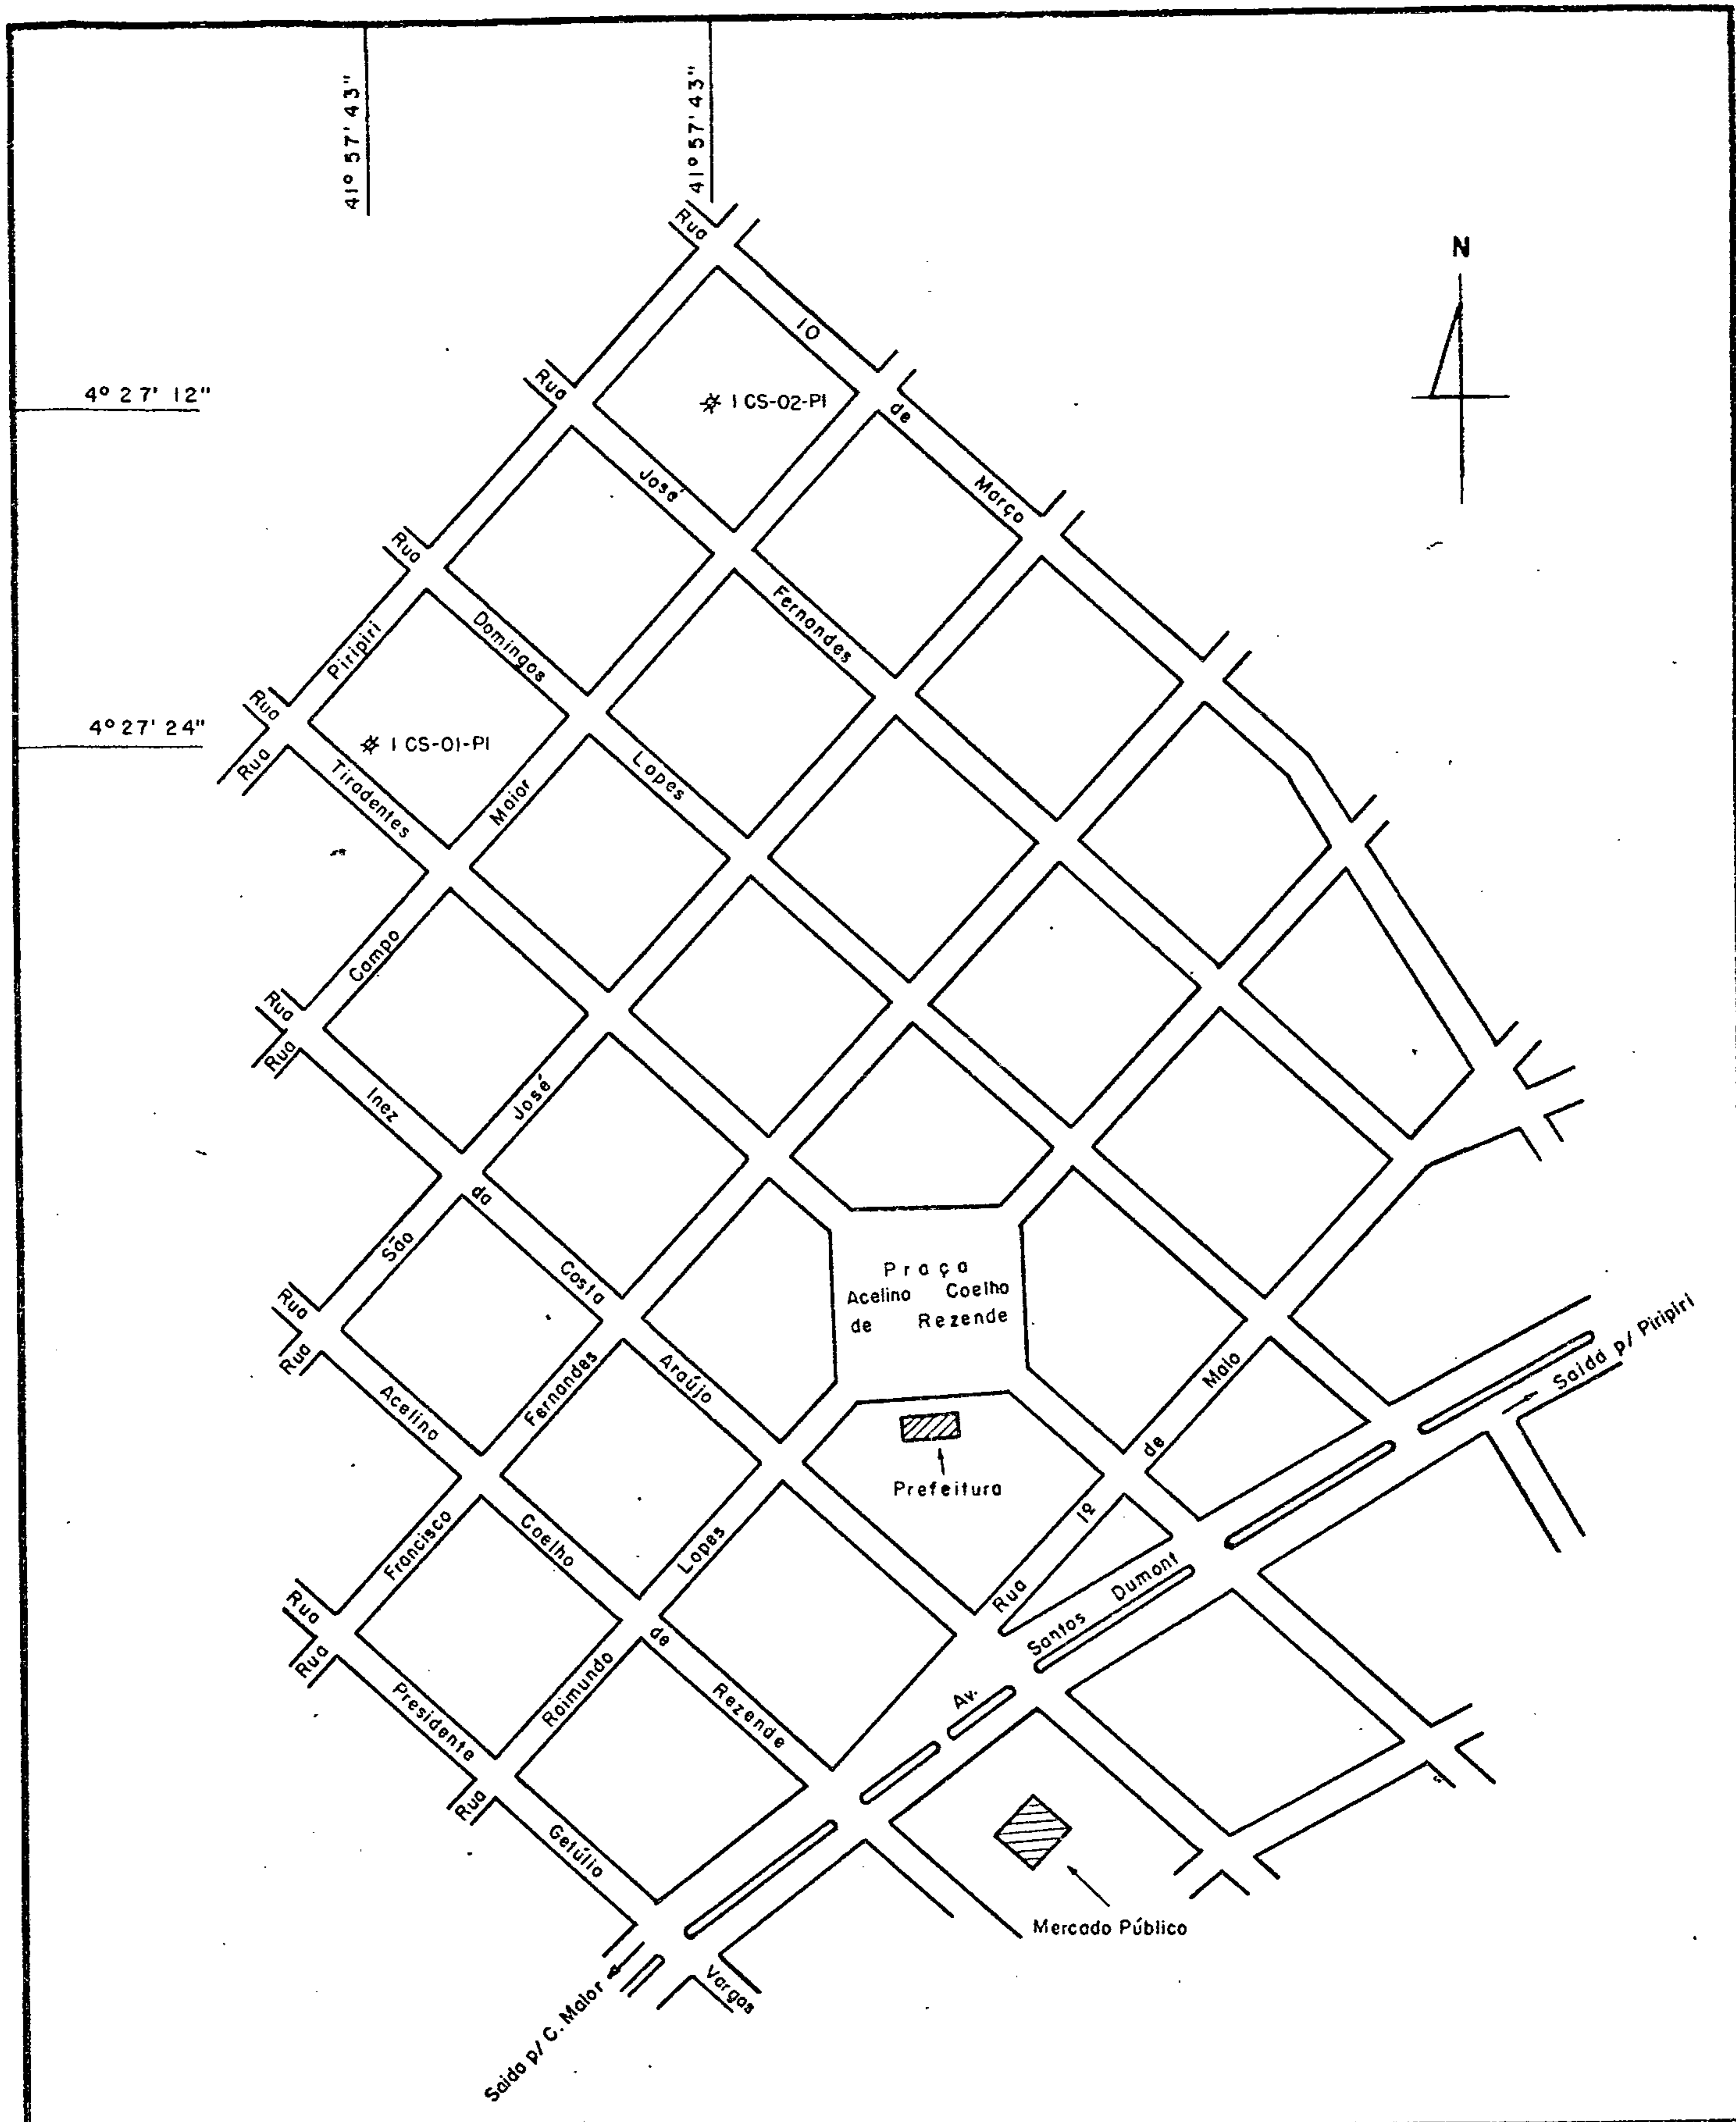 41° 57' 43"
41° 57' 43"
N
4° 27' 12"
4° 27' 24"
1 CS-02-PI
1 CS-01-PI
Rua 10 de Março
Rua José Fernandes
Rua Domingos Lopes
Rua Tiradentes
Rua Piripiri
Rua Inez da Costa Araújo
Rua Campo Maior
Rua Acelino Coelho de Rezende
Rua São José
Rua Presidente Getúlio Vargas
Rua Francisco Fernandes
Rua Raimundo Lopes
Rua 1º de Maio
Praça
Acelino Coelho
de Rezende
Prefeitura
Av. Santos Dumont
Saída p/ Piripiri
Mercado Público
Saida p/ C. Maior